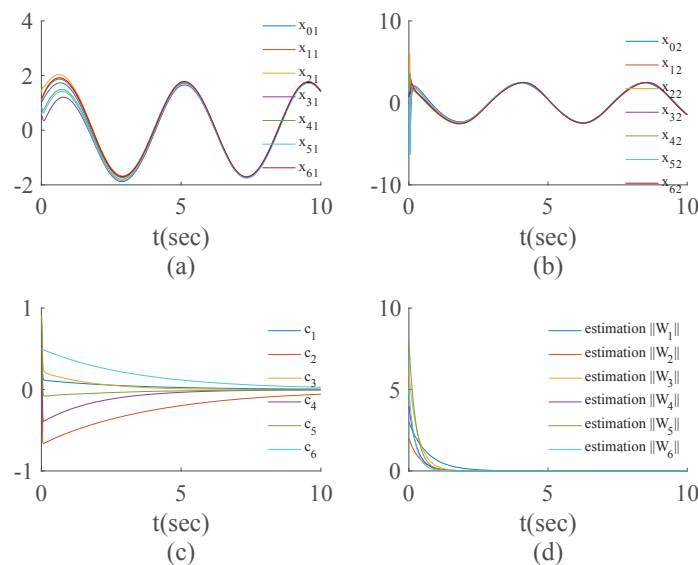 4
2
0
-2
0
5
10
t(sec)
(a)
x01
x11
x21
x31
x41
x51
x61
10
0
-10
0
5
10
t(sec)
(b)
x02
x12
x22
x32
x42
x52
x62
1
0
-1
0
5
10
t(sec)
(c)
c1
c2
c3
c4
c5
c6
10
5
0
0
5
10
t(sec)
(d)
estimation ||W1||
estimation ||W2||
estimation ||W3||
estimation ||W4||
estimation ||W5||
estimation ||W6||